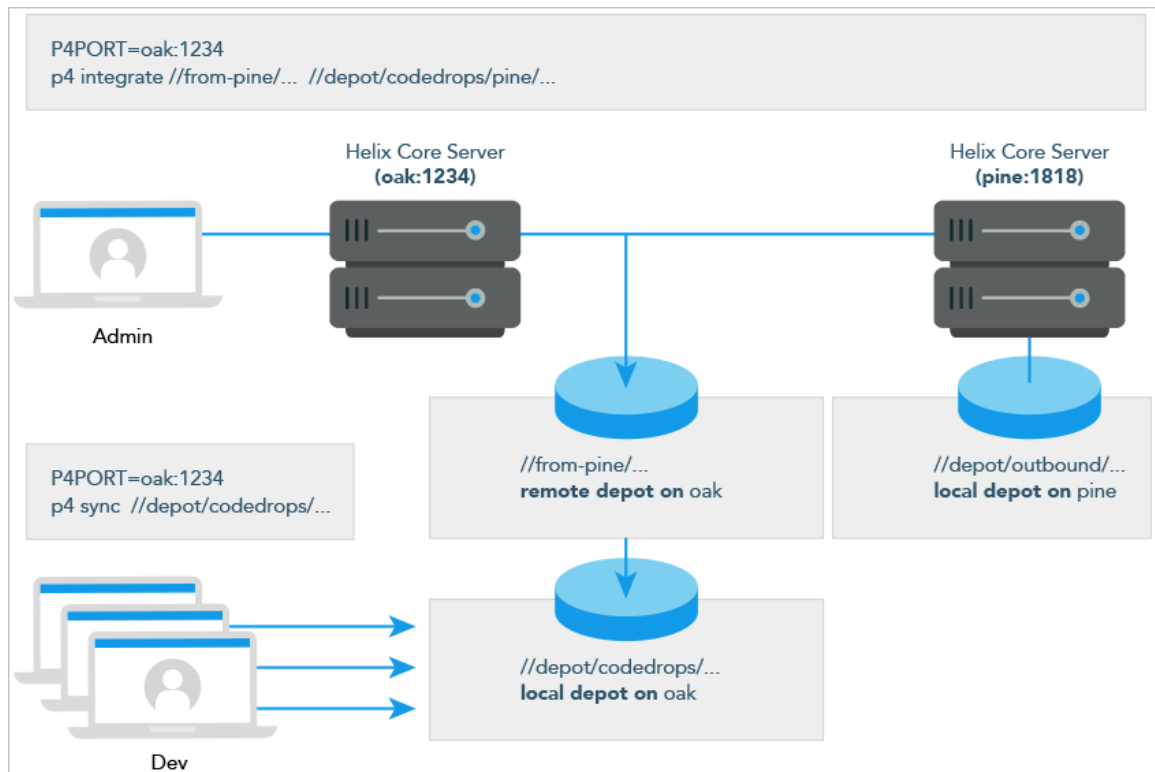 P4PORT=oak:1234
p4 integrate //from-pine/... //depot/codedrops/pine/...
Helix Core Server
(oak:1234)
Helix Core Server
(pine:1818)
Admin
//from-pine/...
remote depot on oak
//depot/outbound/...
local depot on pine
P4PORT=oak:1234
p4 sync //depot/codedrops/...
//depot/codedrops/...
local depot on oak
Dev